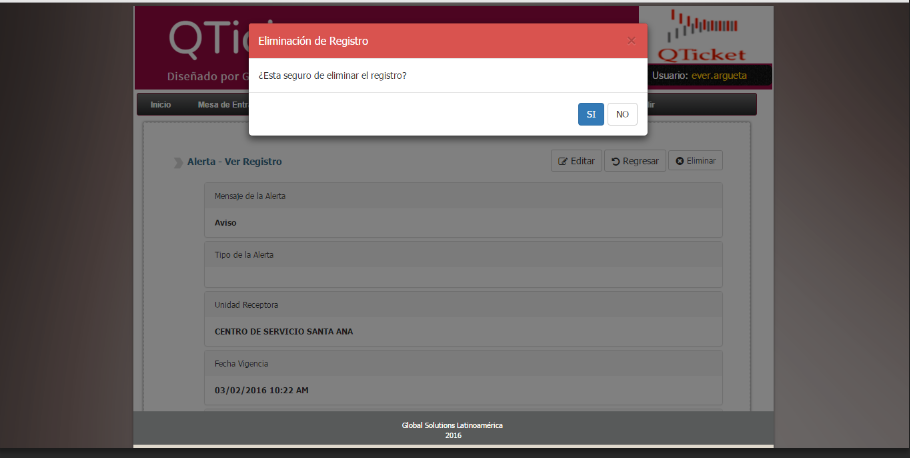 QTic
Diseñado por G
QTicket
Usuario: ever.argueta
Eliminación de Registro
×
¿Esta seguro de eliminar el registro?
SI
NO
Inicio
Mesa de Entr
lir
Alerta - Ver Registro
Editar
Regresar
Eliminar
Mensaje de la Alerta
Aviso
Tipo de la Alerta
Unidad Receptora
CENTRO DE SERVICIO SANTA ANA
Fecha Vigencia
03/02/2016 10:22 AM
Global Solutions Latinoamérica
2016